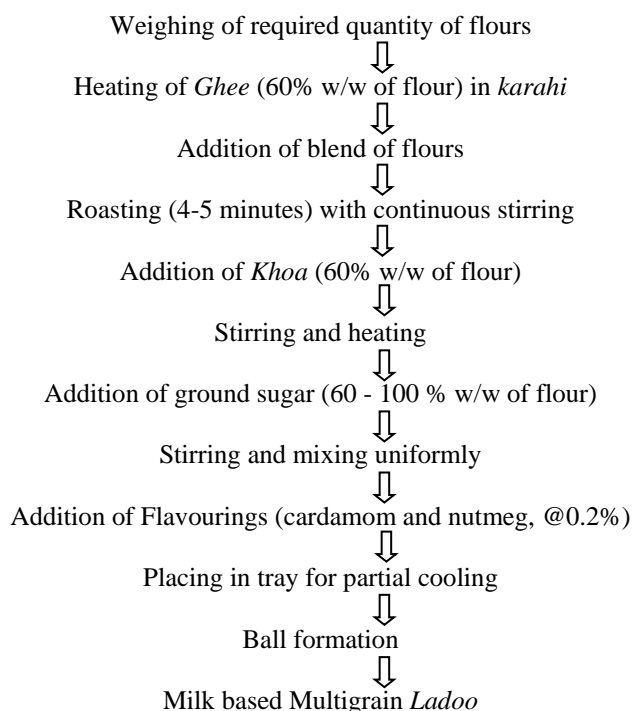 Weighing of required quantity of flours
Heating of Ghee (60% w/w of flour) in karahi
Addition of blend of flours
Roasting (4-5 minutes) with continuous stirring
Addition of Khoa (60% w/w of flour)
Stirring and heating
Addition of ground sugar (60 - 100 % w/w of flour)
Stirring and mixing uniformly
Addition of Flavourings (cardamom and nutmeg, @0.2%)
Placing in tray for partial cooling
Ball formation
Milk based Multigrain Ladoo